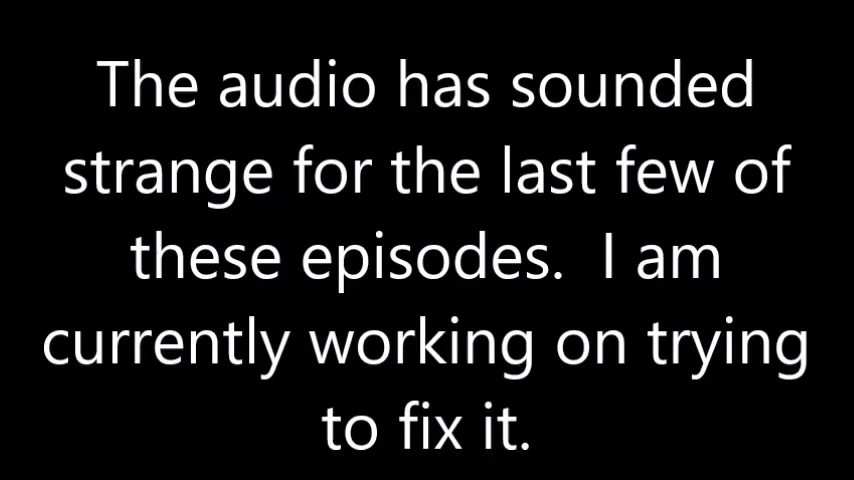 The audio has sounded
strange for the last few of
these episodes.  I am
currently working on trying
to fix it.